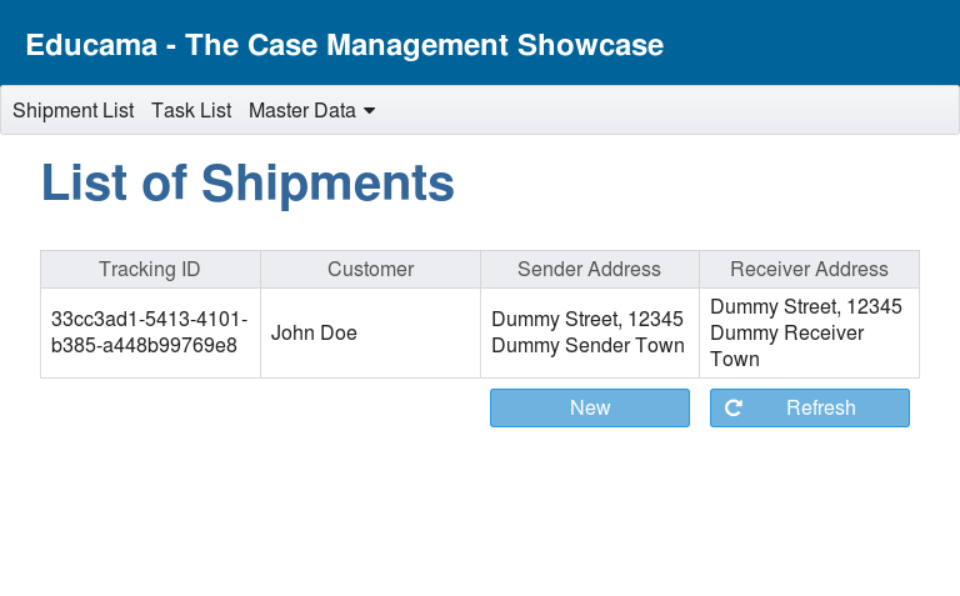 Educama - The Case Management Showcase
Shipment List Task List Master Data
List of Shipments
Tracking ID Customer Sender Address Receiver Address
33cc3ad1-5413-4101-
b385-a448b99769e8
John Doe
Dummy Street, 12345
Dummy Sender Town
Dummy Street, 12345
Dummy Receiver
Town
New Refresh